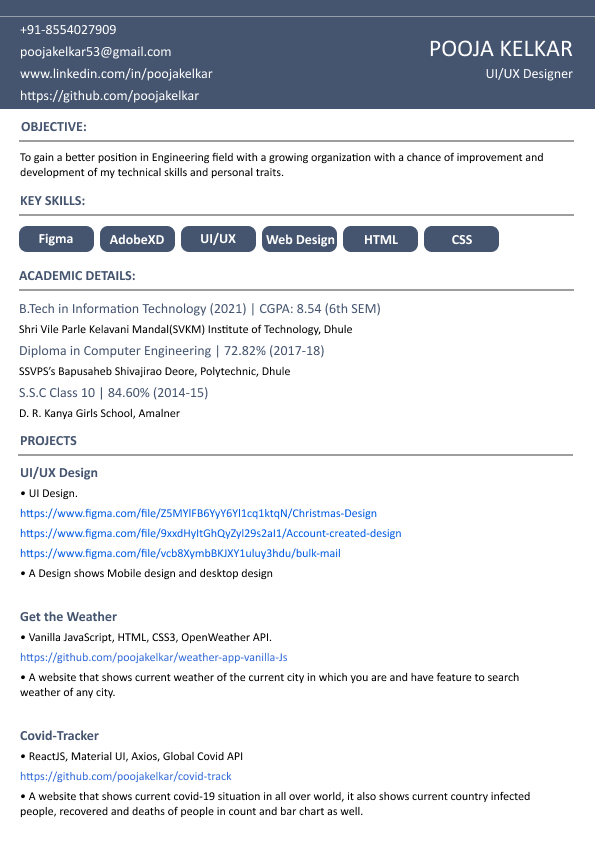 +91-8554027909
poojakelkar53@gmail.com
www.linkedin.com/in/poojakelkar
https://github.com/poojakelkar
POOJA KELKAR
UI/UX Designer
OBJECTIVE:
To gain a better position in Engineering field with a growing organization with a chance of improvement and
development of my technical skills and personal traits.
KEY SKILLS:
Figma AdobeXD UI/UX Web Design HTML CSS
ACADEMIC DETAILS:
B.Tech in Information Technology (2021) | CGPA: 8.54 (6th SEM)
Shri Vile Parle Kelavani Mandal(SVKM) Institute of Technology, Dhule
Diploma in Computer Engineering | 72.82% (2017-18)
SSVPS’s Bapusaheb Shivajirao Deore, Polytechnic, Dhule
S.S.C Class 10 | 84.60% (2014-15)
D. R. Kanya Girls School, Amalner
PROJECTS
UI/UX Design
• UI Design.
https://www.figma.com/file/Z5MYlFB6YyY6Yl1cq1ktqN/Christmas-Design
https://www.figma.com/file/9xxdHyItGhQyZyl29s2aI1/Account-created-design
https://www.figma.com/file/vcb8XymbBKJXY1uluy3hdu/bulk-mail
• A Design shows Mobile design and desktop design
Get the Weather
• Vanilla JavaScript, HTML, CSS3, OpenWeather API.
https://github.com/poojakelkar/weather-app-vanilla-Js
• A website that shows current weather of the current city in which you are and have feature to search
weather of any city.
Covid-Tracker
• ReactJS, Material UI, Axios, Global Covid API
https://github.com/poojakelkar/covid-track
• A website that shows current covid-19 situation in all over world, it also shows current country infected
people, recovered and deaths of people in count and bar chart as well.